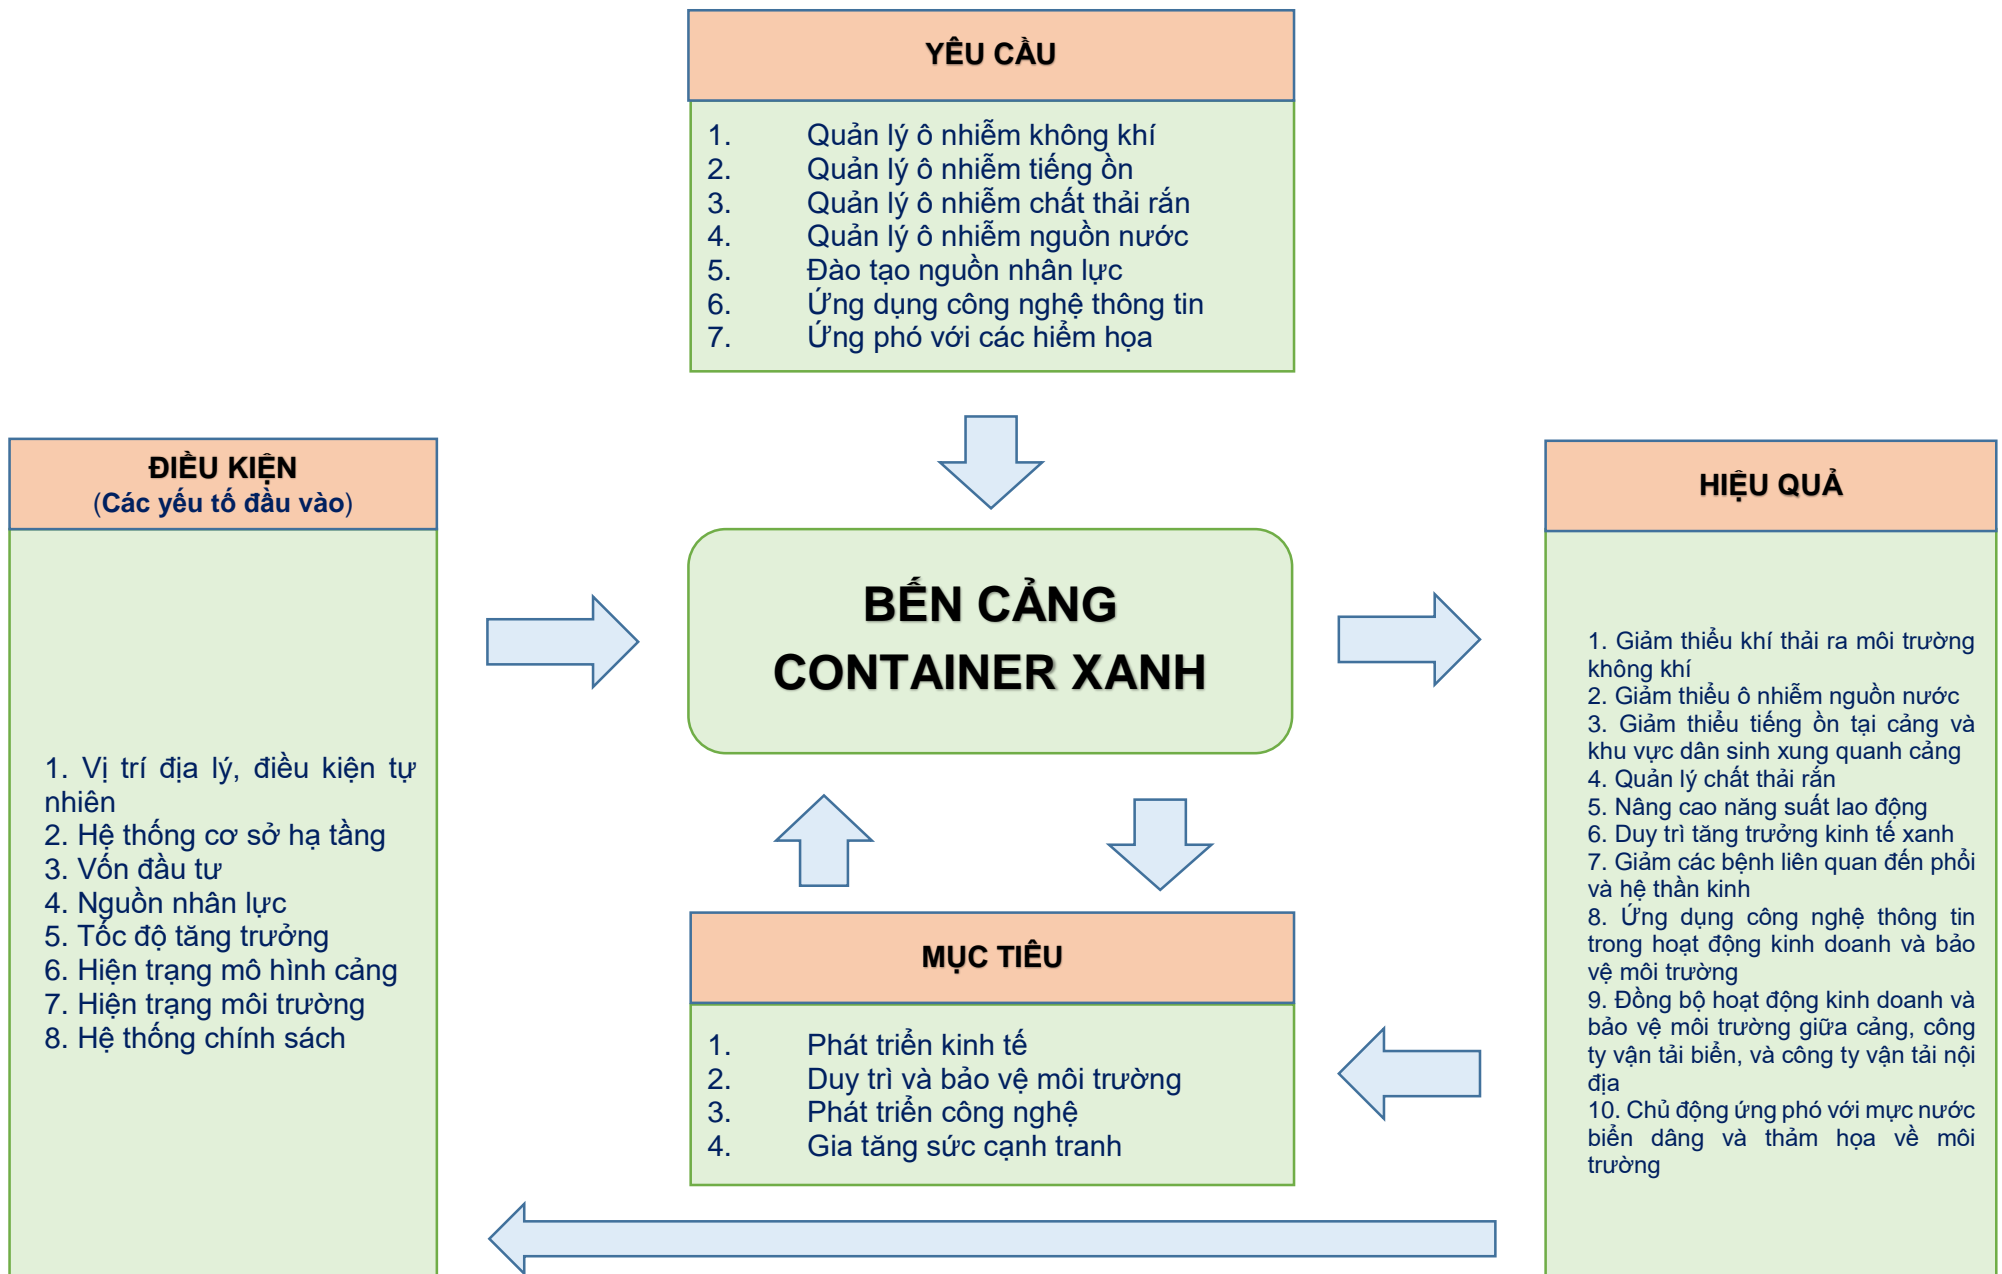 YÊU CẦU
1. Quản lý ô nhiễm không khí
2. Quản lý ô nhiễm tiếng ồn
3. Quản lý ô nhiễm chất thải rắn
4. Quản lý ô nhiễm nguồn nước
5. Đào tạo nguồn nhân lực
6. Ứng dụng công nghệ thông tin
7. Ứng phó với các hiểm họa
ĐIỀU KIỆN
(Các yếu tố đầu vào)
1. Vị trí địa lý, điều kiện tự
nhiên
2. Hệ thống cơ sở hạ tầng
3. Vốn đầu tư
4. Nguồn nhân lực
5. Tốc độ tăng trưởng
6. Hiện trạng mô hình cảng
7. Hiện trạng môi trường
8. Hệ thống chính sách
BẾN CẢNG
CONTAINER XANH
MỤC TIÊU
1. Phát triển kinh tế
2. Duy trì và bảo vệ môi trường
3. Phát triển công nghệ
4. Gia tăng sức cạnh tranh
HIỆU QUẢ
1. Giảm thiểu khí thải ra môi trường
không khí
2. Giảm thiểu ô nhiễm nguồn nước
3. Giảm thiểu tiếng ồn tại cảng và
khu vực dân sinh xung quanh cảng
4. Quản lý chất thải rắn
5. Nâng cao năng suất lao động
6. Duy trì tăng trưởng kinh tế xanh
7. Giảm các bệnh liên quan đến phổi
và hệ thần kinh
8. Ứng dụng công nghệ thông tin
trong hoạt động kinh doanh và bảo
vệ môi trường
9. Đồng bộ hoạt động kinh doanh và
bảo vệ môi trường giữa cảng, công
ty vận tải biển, và công ty vận tải nội
địa
10. Chủ động ứng phó với mực nước
biển dâng và thảm họa về môi
trường